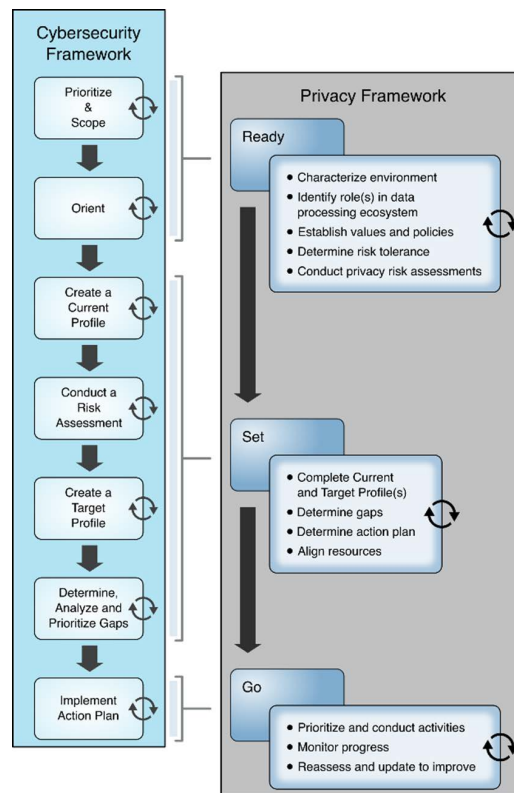 Cybersecurity
Framework
Prioritize
&
Scope
Orient
Create a
Current
Profile
Conduct a
Risk
Assessment
Create a
Target
Profile
Determine,
Analyze and
Prioritize Gaps
Implement
Action Plan
Privacy Framework
Ready
• Characterize environment
• Identify role(s) in data
processing ecosystem
• Establish values and policies
• Determine risk tolerance
• Conduct privacy risk assessments
Set
• Complete Current
and Target Profile(s)
• Determine gaps
• Determine action plan
• Align resources
Go
• Prioritize and conduct activities
• Monitor progress
• Reassess and update to improve